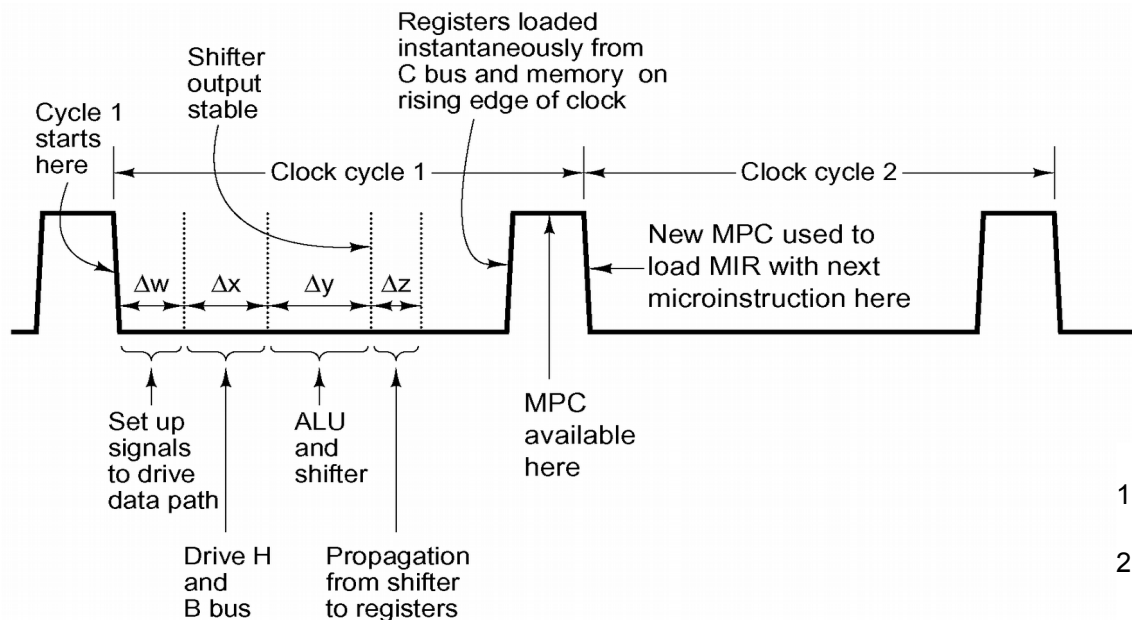 Registers loaded
instantaneously from
C bus and memory on
rising edge of clock
Shifter
output
stable
Cycle 1
starts
here
Clock cycle 1
Clock cycle 2
New MPC used to
load MIR with next
microinstruction here
Δw
Δx
Δy
Δz
Set up
signals
to drive
data path
ALU
and
shifter
MPC
available
here
Drive H
and
B bus
Propagation
from shifter
to registers
1
2